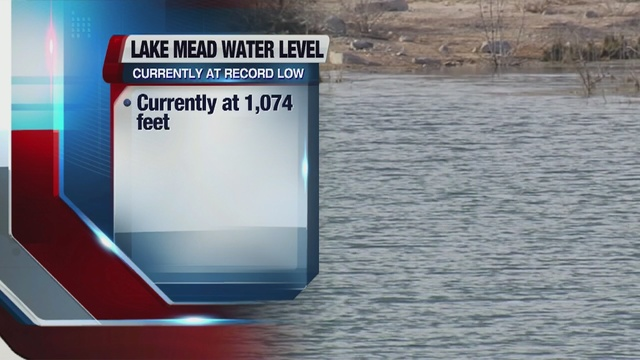 LAKE MEAD WATER LEVEL
CURRENTLY AT RECORD LOW
• Currently at 1,074
feet